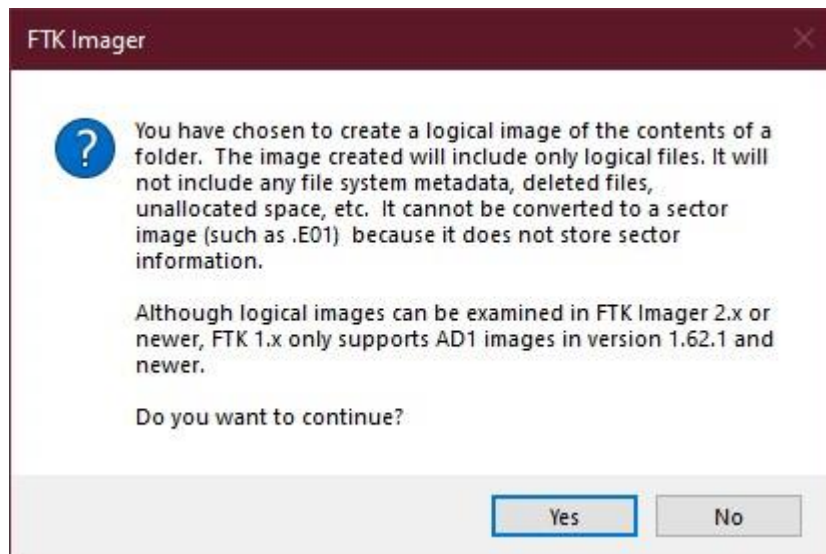 FTK Imager
You have chosen to create a logical image of the contents of a
folder.  The image created will include only logical files. It will
not include any file system metadata, deleted files,
unallocated space, etc.  It cannot be converted to a sector
image (such as .E01)  because it does not store sector
information.
Although logical images can be examined in FTK Imager 2.x or
newer, FTK 1.x only supports AD1 images in version 1.62.1 and
newer.
Do you want to continue?
Yes
No